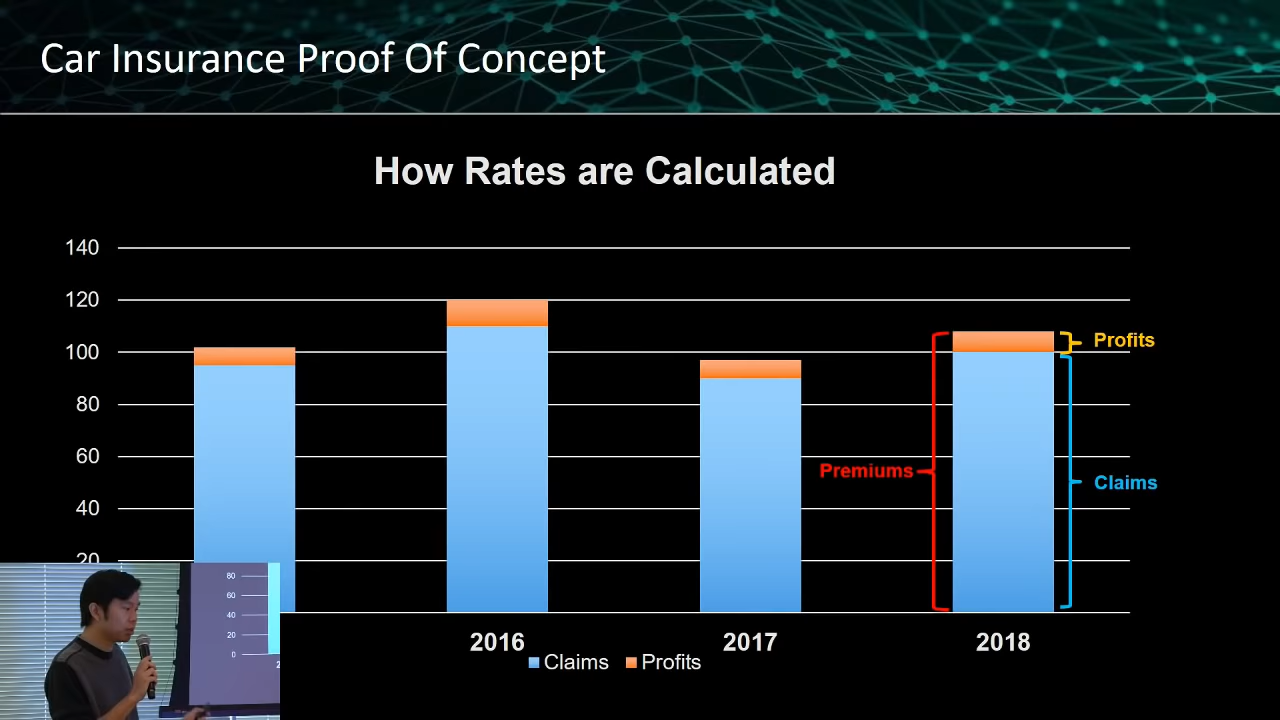 Car Insurance Proof Of Concept
How Rates are Calculated
140
120
100
80
60
40
20
Profits
Premiums
Claims
2016
2017
2018
Claims
Profits
80
60
40
20
0